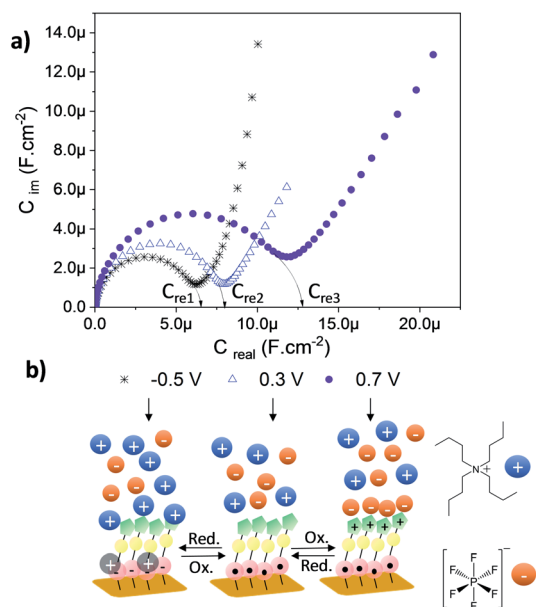 a)
C im (F.cm⁻²)
14.0µ
12.0µ
10.0µ
8.0µ
6.0µ
4.0µ
2.0µ
0.0
Cre1 Cre2 Cre3
0.0 5.0µ 10.0µ 15.0µ 20.0µ
C real (F.cm⁻²)
b)
-0.5 V 0.3 V 0.7 V
Red. Ox.
Ox. Red.
N +
+
F
F F
P
F F
F
-
-